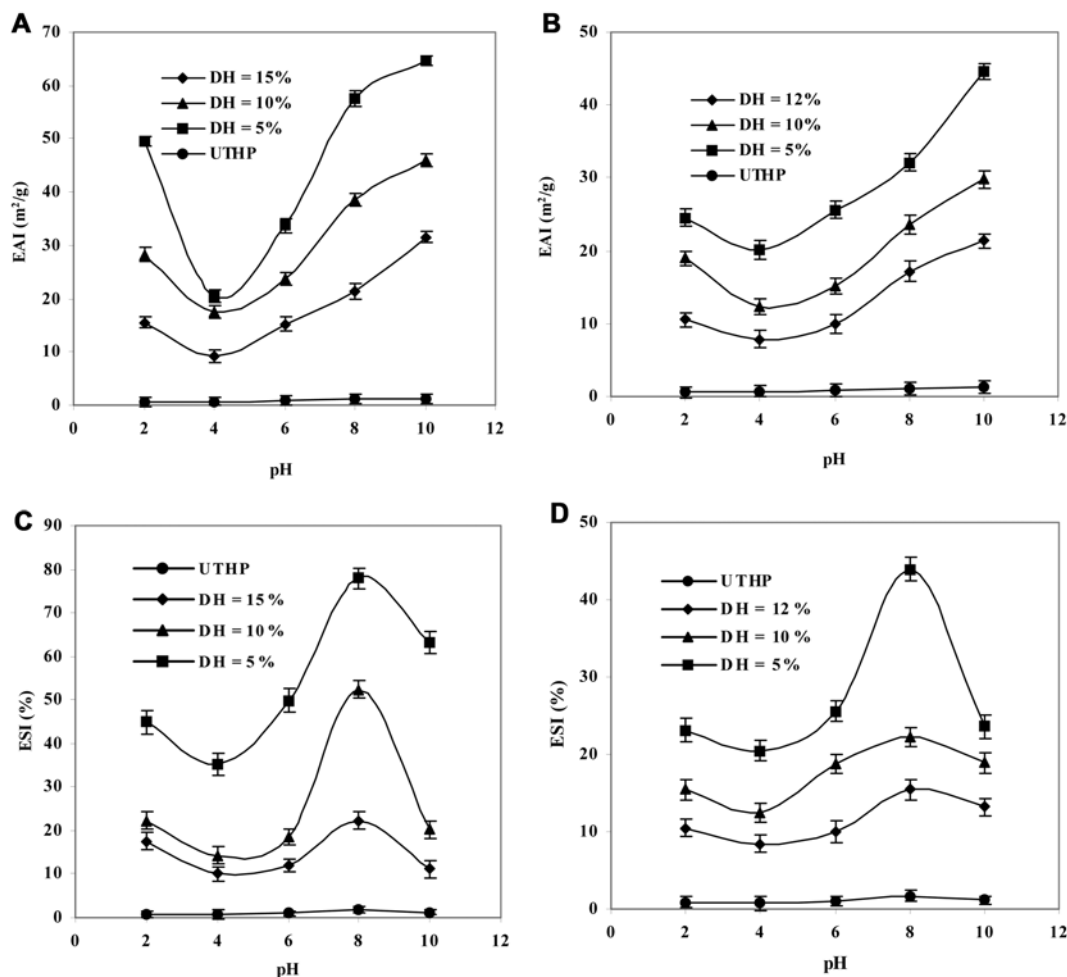 A
70
60
50
40
30
20
10
0
EAI (m²/g)
DH = 15%
DH = 10%
DH = 5%
UTHP
0 2 4 6 8 10 12
pH
B
50
40
30
20
10
0
EAI (m²/g)
DH = 12%
DH = 10%
DH = 5%
UTHP
0 2 4 6 8 10 12
pH
C
90
80
70
60
50
40
30
20
10
0
ESI (%)
UTHP
DH = 15%
DH = 10%
DH = 5%
0 2 4 6 8 10 12
pH
D
50
40
30
20
10
0
ESI (%)
UTHP
DH = 12%
DH = 10%
DH = 5%
0 2 4 6 8 10 12
pH